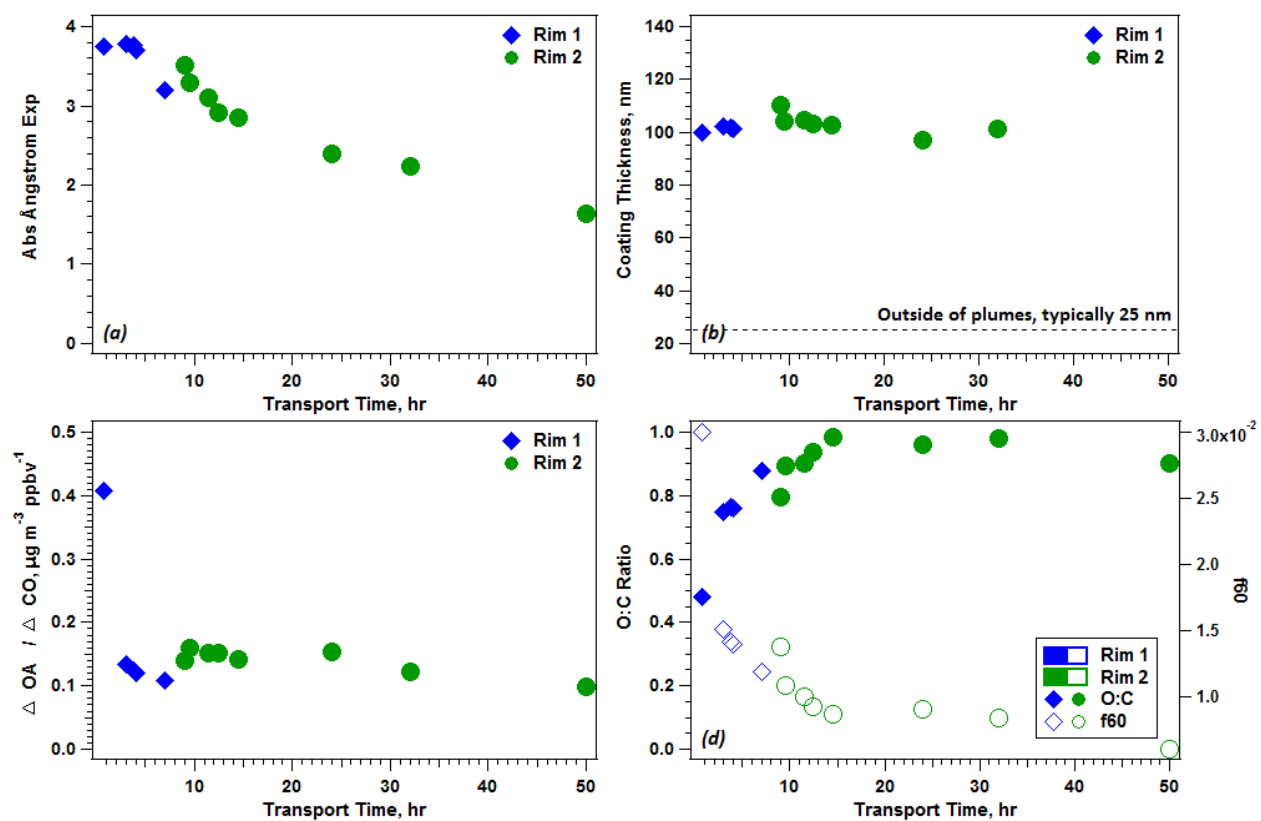 4
3
2
1
0
Abs Ångstrom Exp
Rim 1
Rim 2
(a)
10 20 30 40 50
Transport Time, hr
140
120
100
80
60
40
20
Coating Thickness, nm
Rim 1
Rim 2
Outside of plumes, typically 25 nm
(b)
10 20 30 40 50
Transport Time, hr
0.5
0.4
0.3
0.2
0.1
0.0
△ OA / △ CO, µg m⁻³ ppbv⁻¹
Rim 1
Rim 2
10 20 30 40 50
Transport Time, hr
1.0
0.8
0.6
0.4
0.2
0.0
O:C Ratio
3.0x10⁻²
2.5
2.0
1.5
1.0
f60
Rim 1
Rim 2
O:C
f60
(d)
10 20 30 40 50
Transport Time, hr